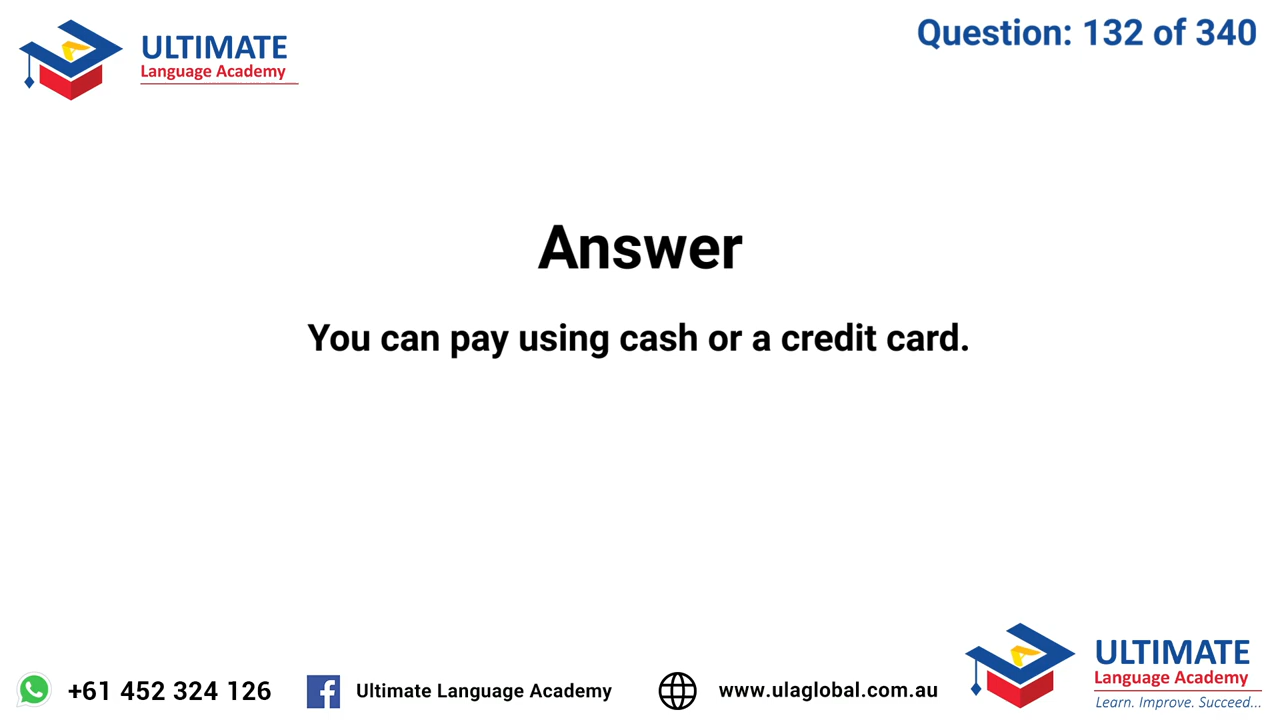 ULTIMATE
Language Academy
Question: 132 of 340
Answer
You can pay using cash or a credit card.
+61 452 324 126
Ultimate Language Academy
www.ulaglobal.com.au
ULTIMATE
Language Academy
Learn. Improve. Succeed...